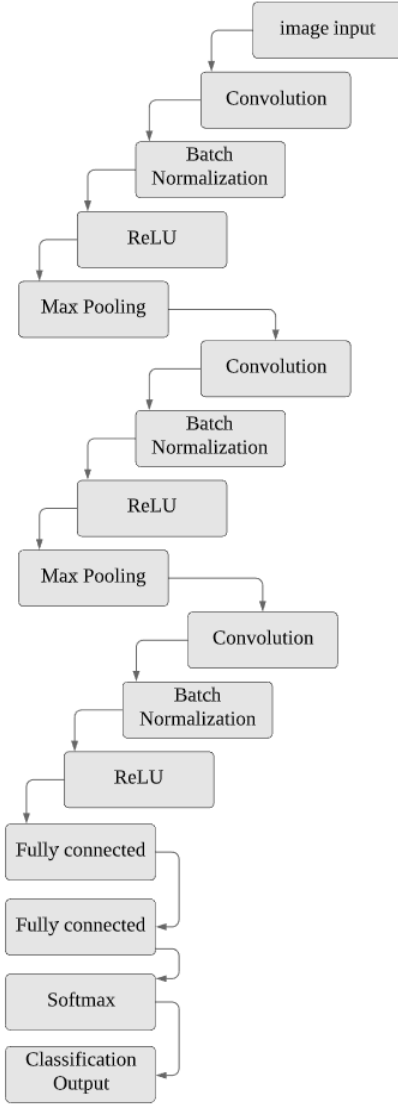 image input
Convolution
Batch
Normalization
ReLU
Max Pooling
Convolution
Batch
Normalization
ReLU
Max Pooling
Convolution
Batch
Normalization
ReLU
Fully connected
Fully connected
Softmax
Classification
Output